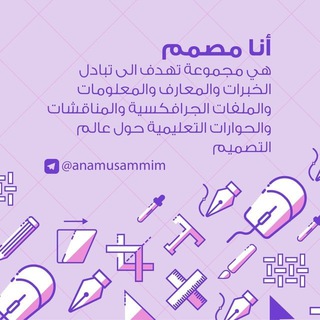 أنا مصمم
هي مجموعة تهدف الى تبادل
الخبرات والمعارف والمعلومات
والملفات الجرافكسية والمناقشات
والحوارات التعليمية حول عالم
التصميم
@anamusammim